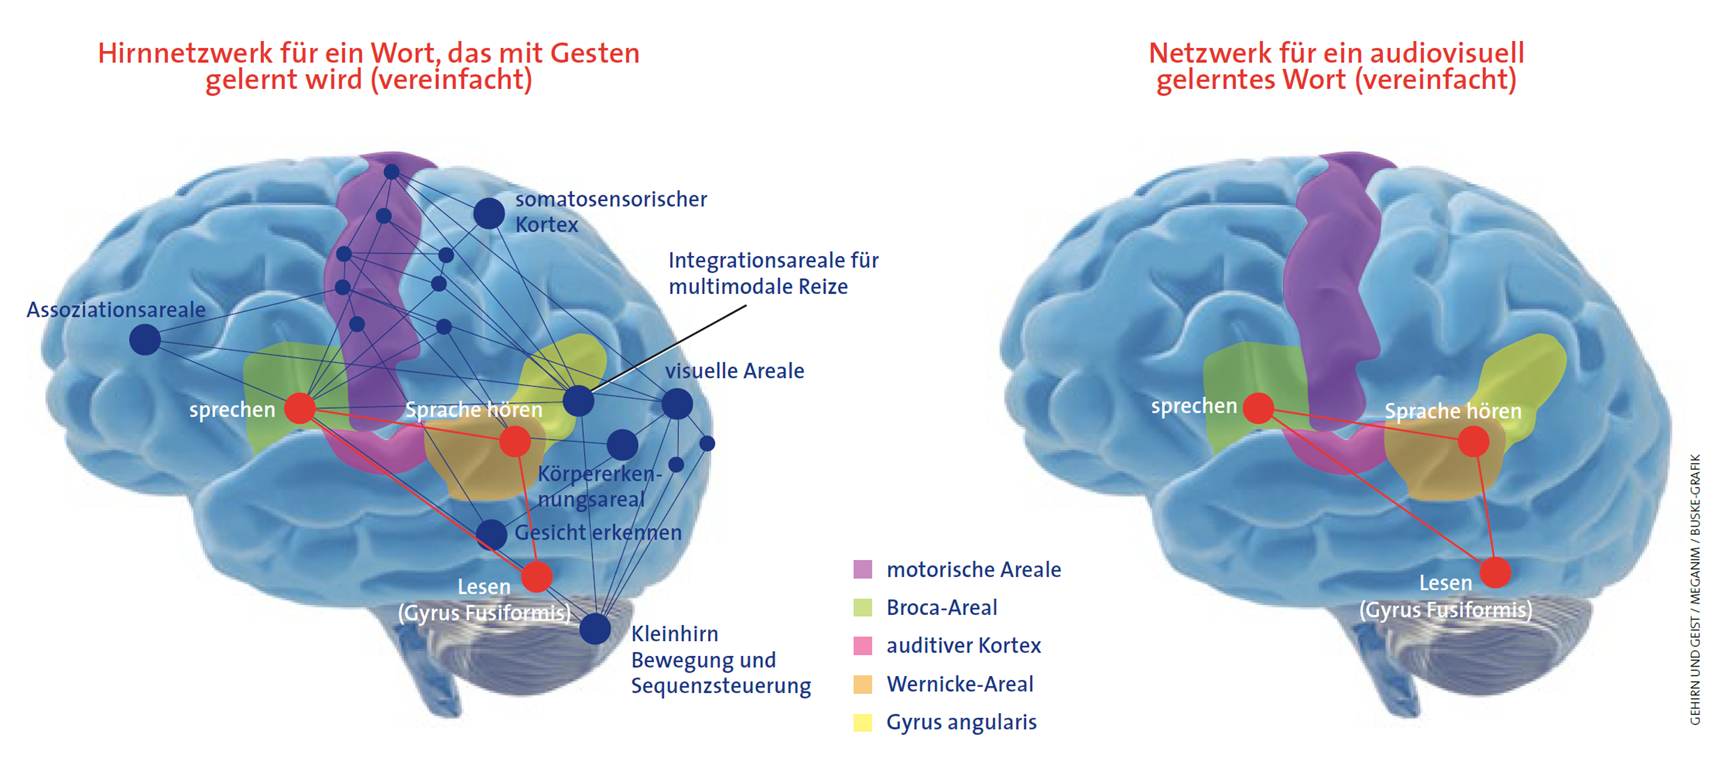 Hirnnetzwerk für ein Wort, das mit Gesten
gelernt wird (vereinfacht)
somatosensorischer
Kortex
Integrationsareale für
multimodale Reize
Assoziationsareale
visuelle Areale
sprechen
Sprache hören
Körpererken-
nungsareal
Gesicht erkennen
Lesen
(Gyrus Fusiformis)
Kleinhirn
Bewegung und
Sequenzsteuerung
motorische Areale
Broca-Areal
auditiver Kortex
Wernicke-Areal
Gyrus angularis
Netzwerk für ein audiovisuell
gelerntes Wort (vereinfacht)
sprechen
Sprache hören
Lesen
(Gyrus Fusiformis)
GEHIRN UND GEIST / MEGANIM / BUSKE-GRAFIK